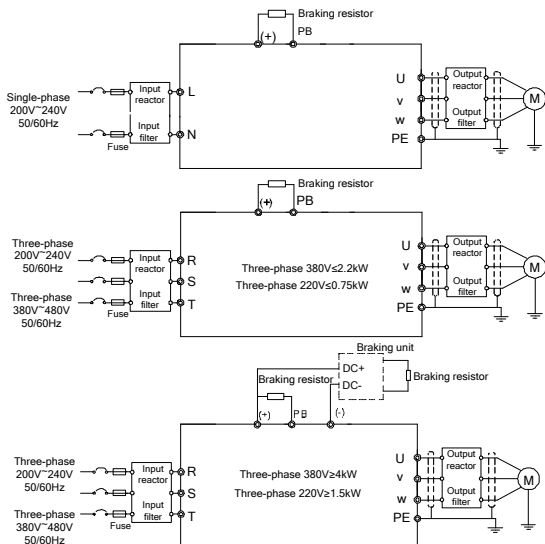 Braking resistor
(+)
PB
Single-phase
200V~240V
50/60Hz
Fuse
Input
reactor
Input
filter
L
N
U
v
w
PE
Output
reactor
Output
filter
M
Braking resistor
(+)
PB
Three-phase
200V~240V
50/60Hz
Three-phase
380V~480V
50/60Hz
Fuse
Input
reactor
Input
filter
R
S
T
Three-phase 380V≤2.2kW
Three-phase 220V≤0.75kW
U
v
w
PE
Output
reactor
Output
filter
M
Braking unit
DC+
DC-
Braking resistor
Braking resistor
(+)
PB
(-)
Three-phase
200V~240V
50/60Hz
Three-phase
380V~480V
50/60Hz
Fuse
Input
reactor
Input
filter
R
S
T
Three-phase 380V≥4kW
Three-phase 220V≥1.5kW
U
v
w
PE
Output
reactor
Output
filter
M